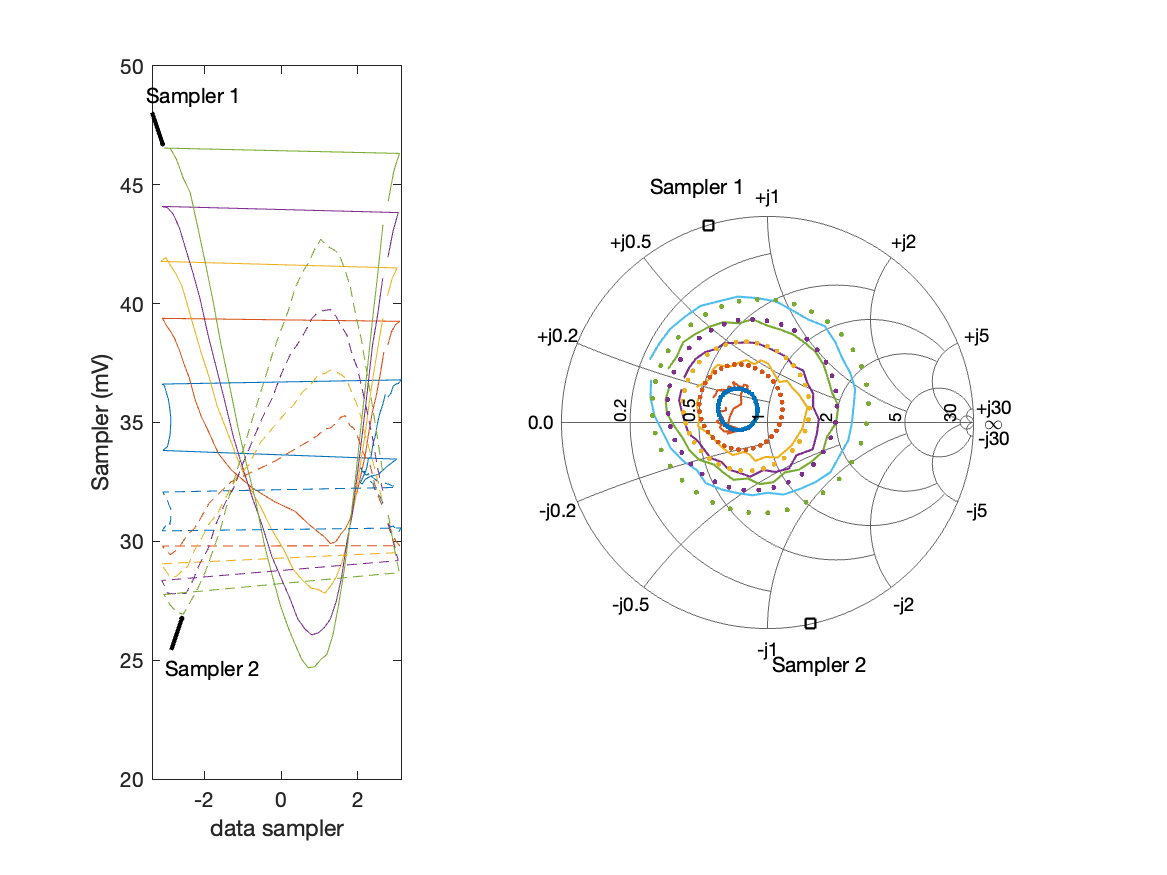 50
45
40
35
30
25
20
Sampler (mV)
-2
0
2
data sampler
Sampler 1
Sampler 2
Sampler 1
+j1
+j0.5
+j2
+j0.2
+j5
0.0
0.2
0.5
1
2
5
30
+j30
∞
-j30
-j0.2
-j5
-j0.5
-j2
-j1
Sampler 2